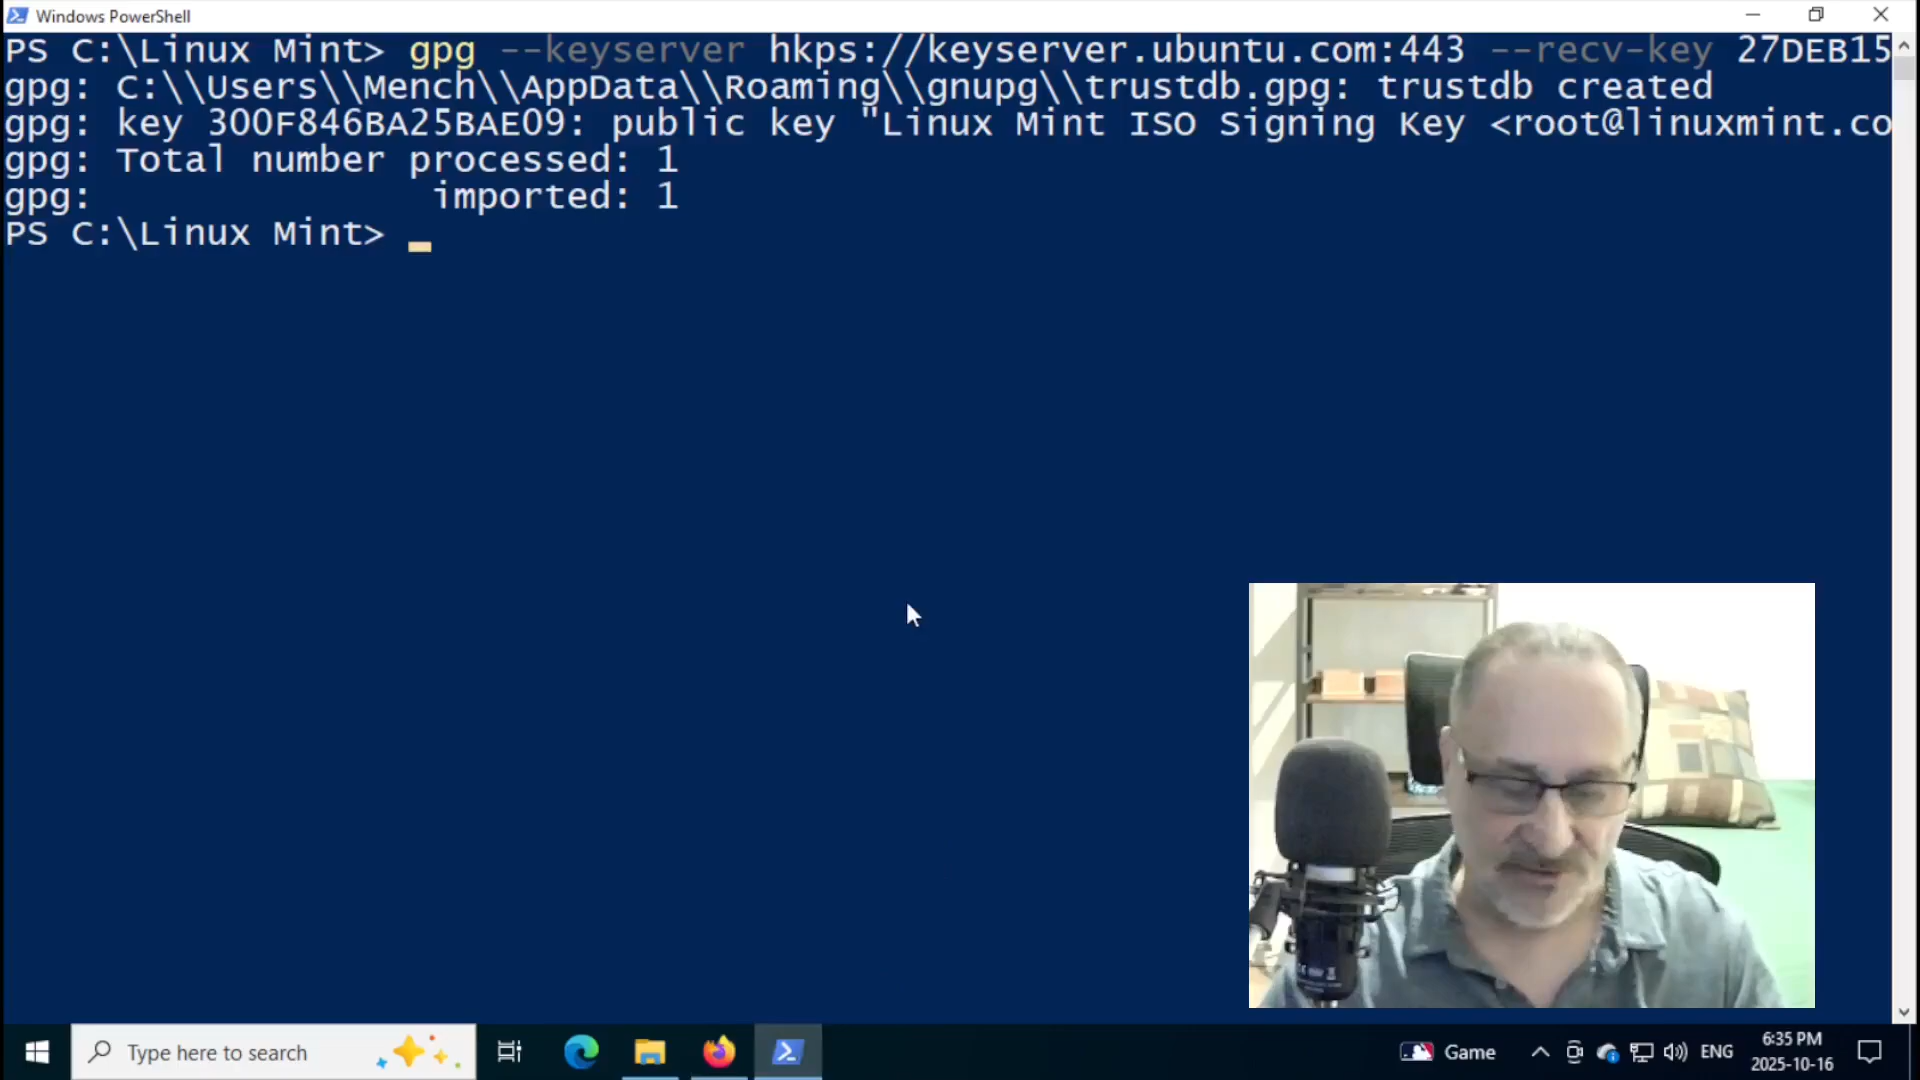 Windows PowerShell
PS C:\Linux Mint> gpg --keyserver hkps://keyserver.ubuntu.com:443 --recv-key 27DEB15
gpg: C:\\Users\\Mench\\AppData\\Roaming\\gnupg\\trustdb.gpg: trustdb created
gpg: key 300F846BA25BAE09: public key "Linux Mint ISO Signing Key <root@linuxmint.co
gpg: Total number processed: 1
gpg:               imported: 1
PS C:\Linux Mint>
Type here to search
Game
ENG
6:35 PM
2025-10-16